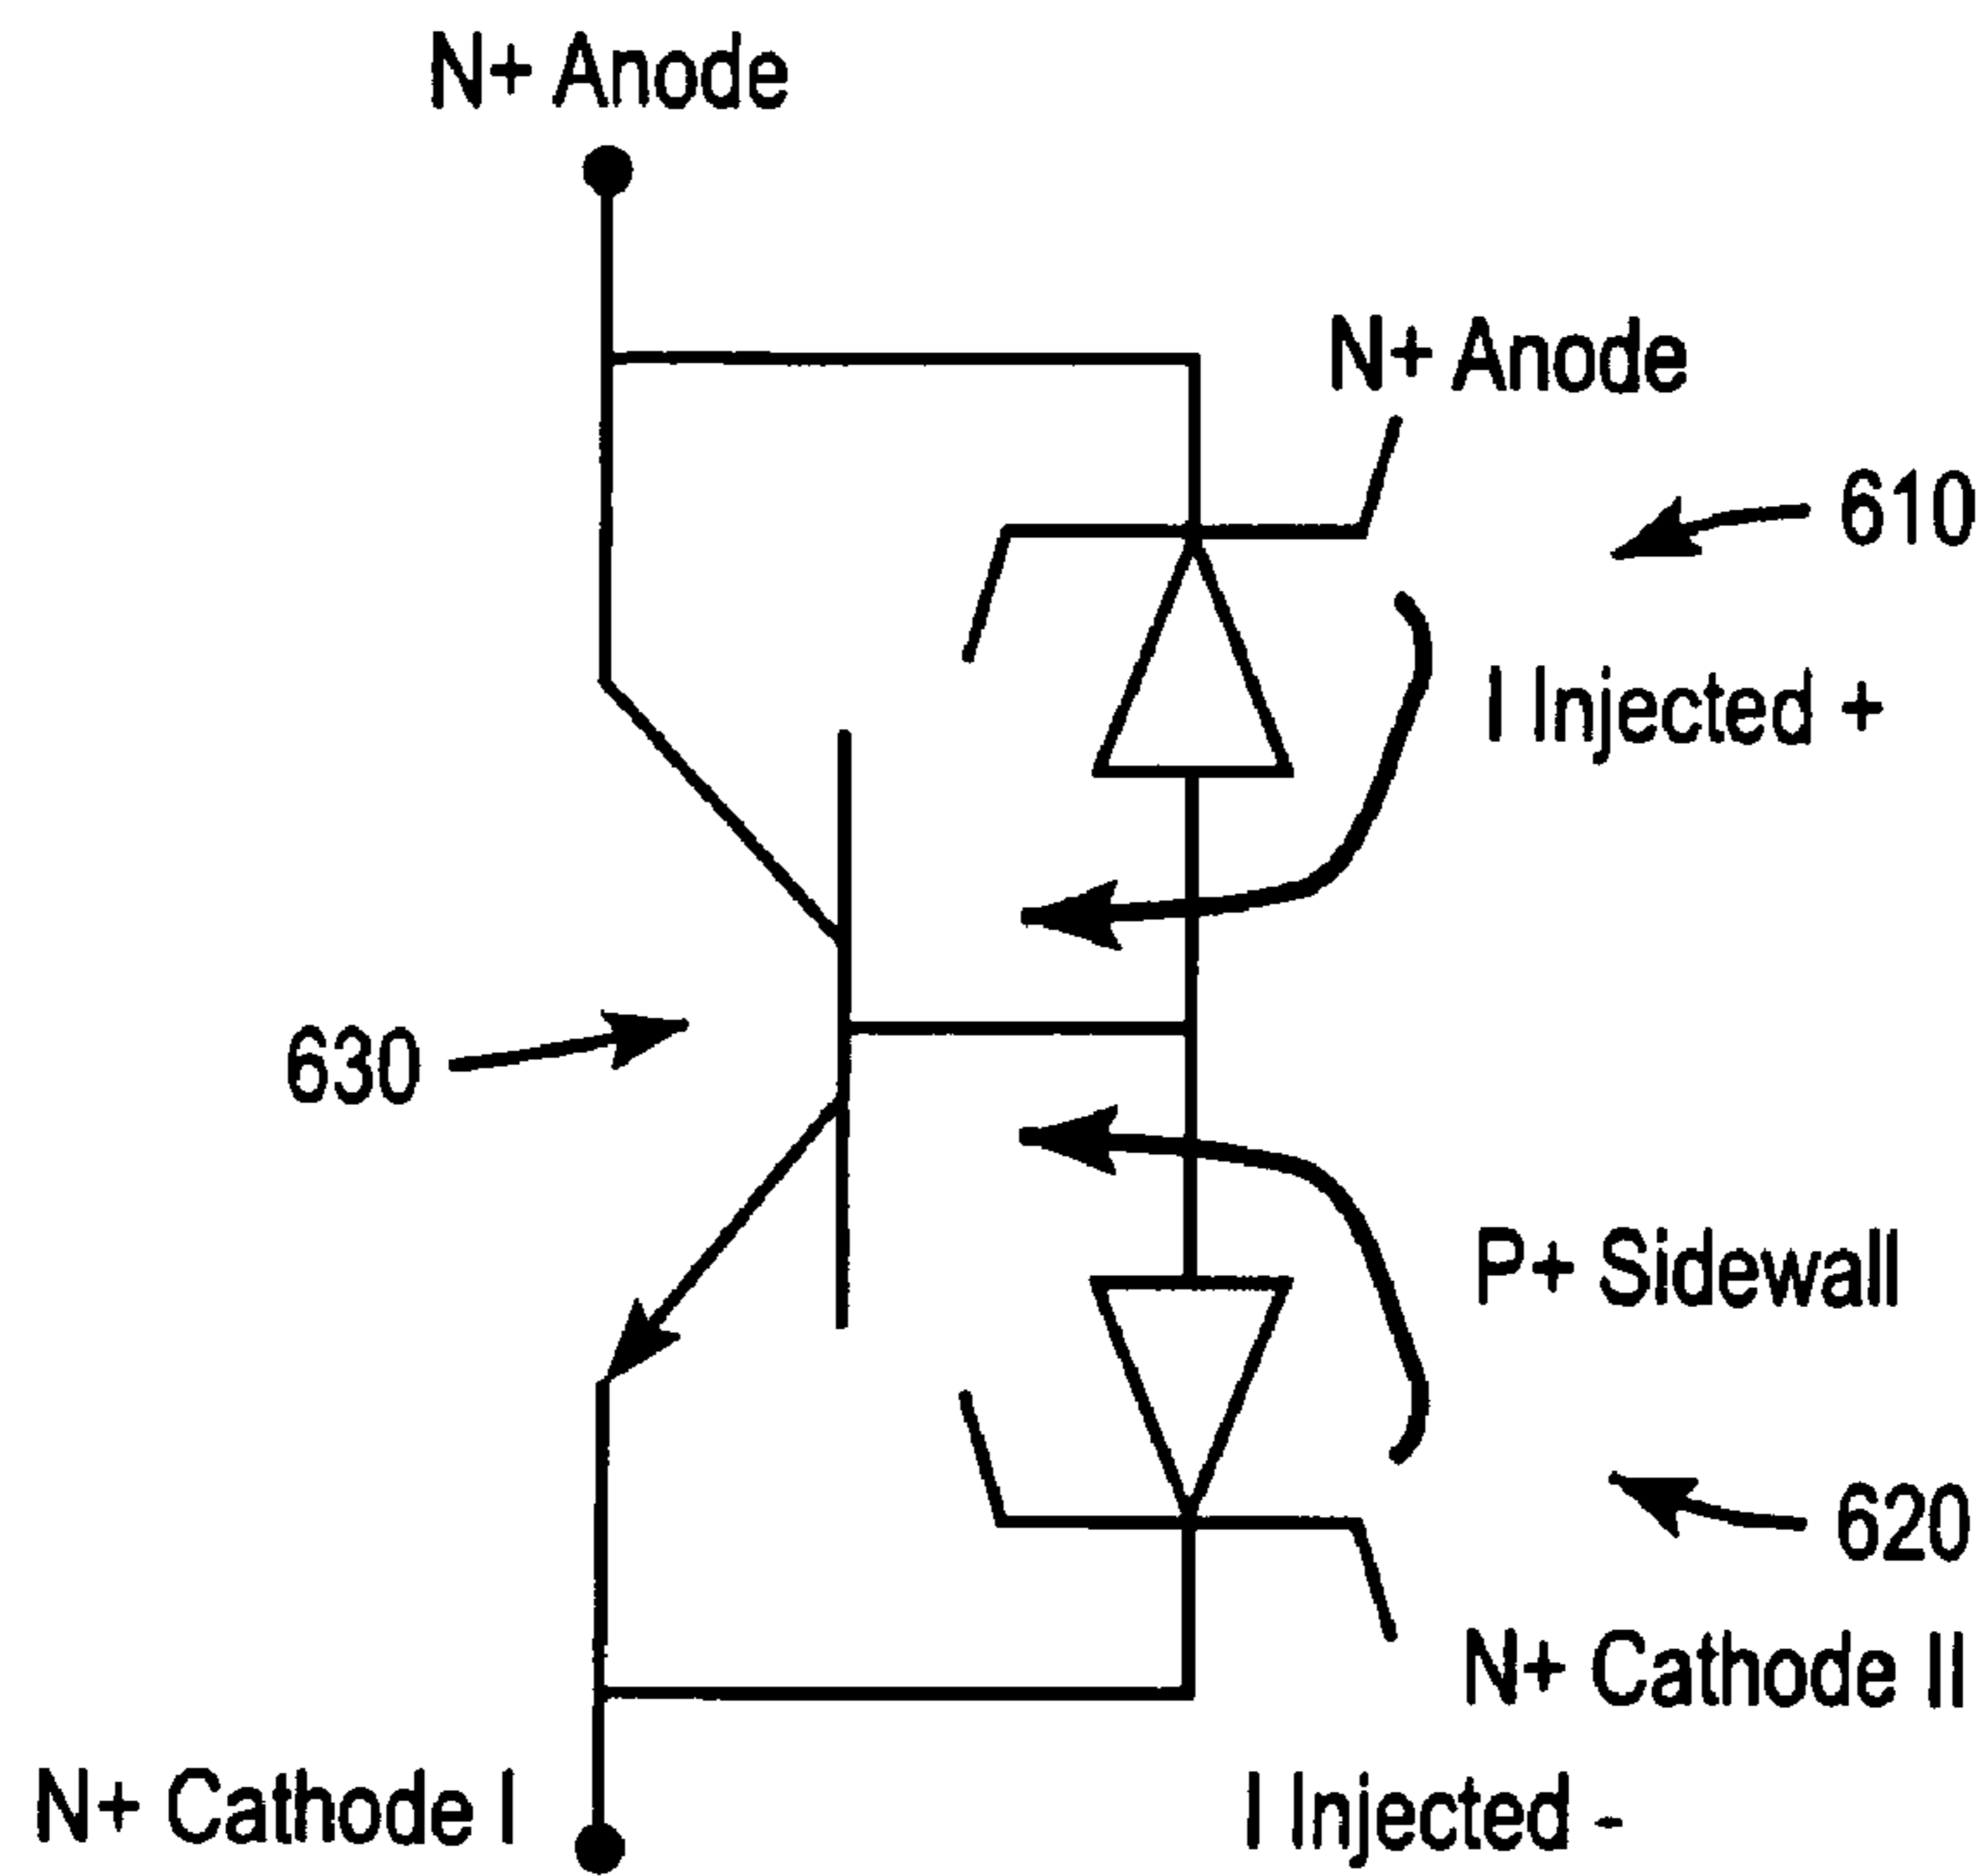 N+ Anode
N+ Anode
610
I Injected +
630
P+ Sidewall
620
N+ Cathode II
N+ Cathode I
I Injected -